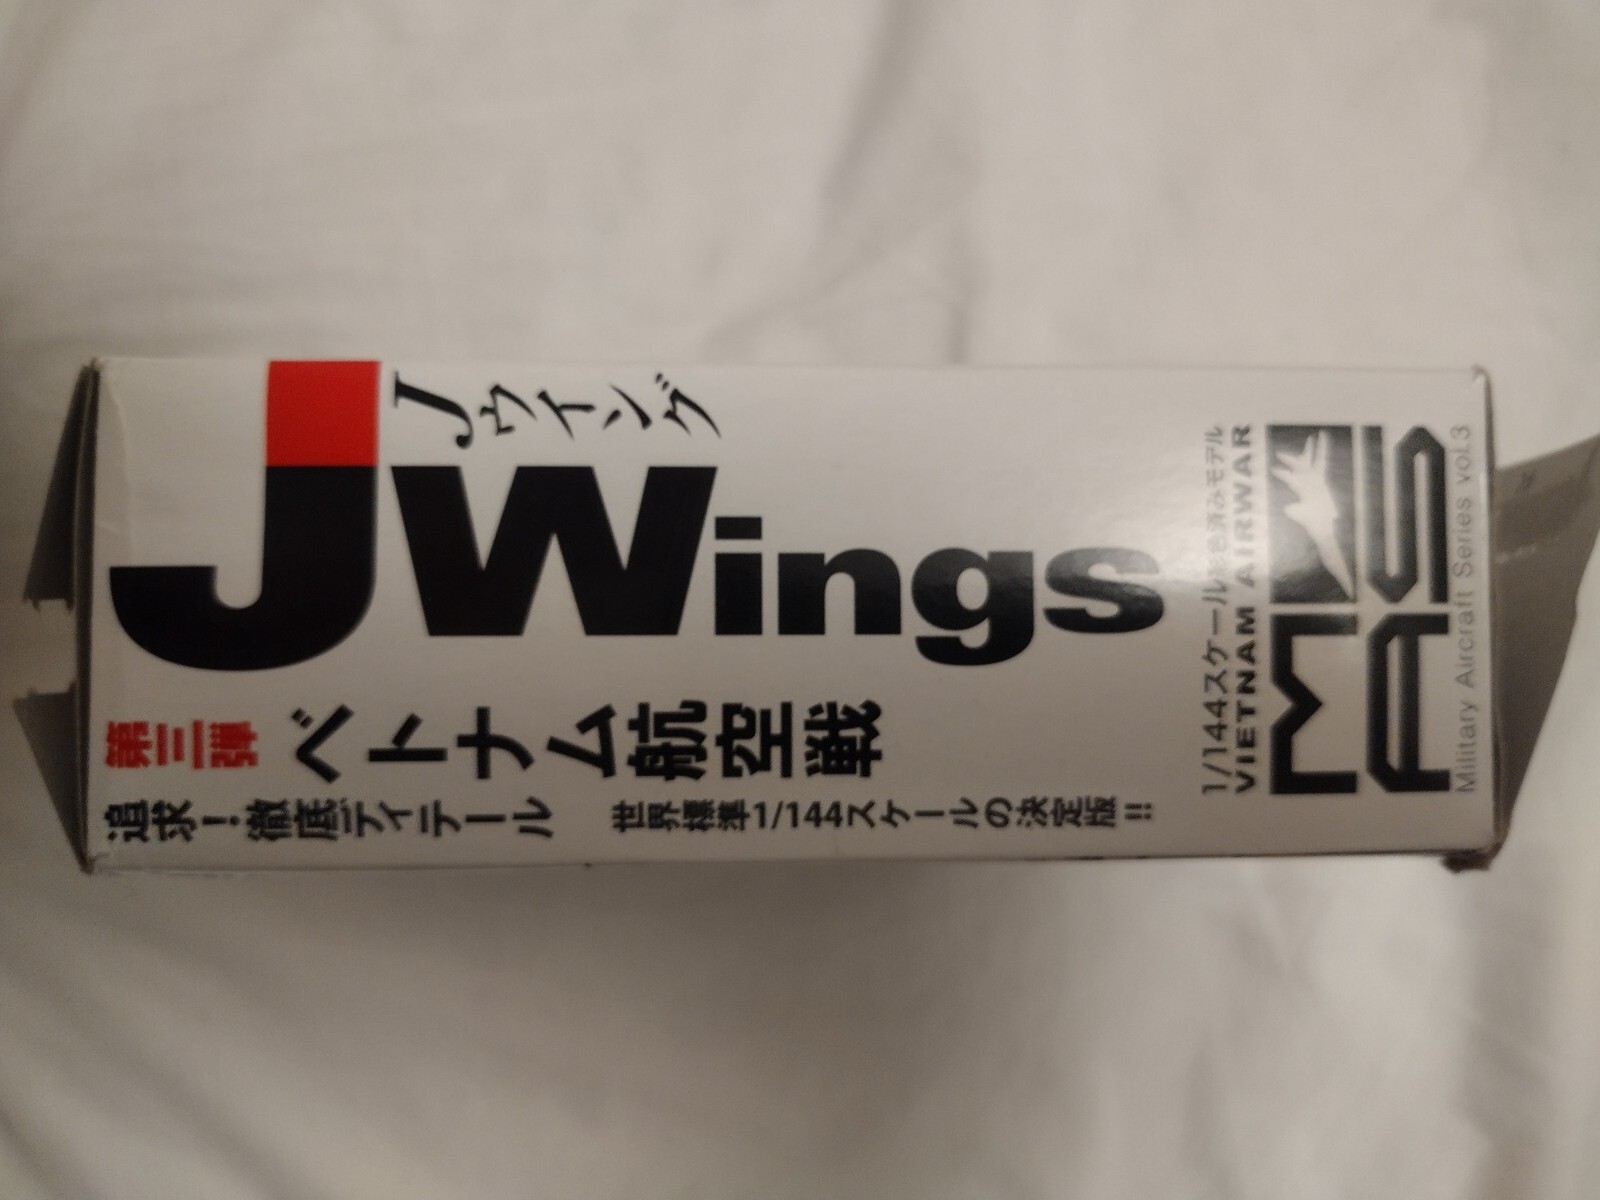 Jウイング
JWings
第三弾
ベトナム航空戦
追求!徹底ディテール 世界標準1/144スケールの決定版!!
1/144スケール彩色済みモデル
VIETNAM AIRWAR
MAS
Military Aircraft Series vol.3